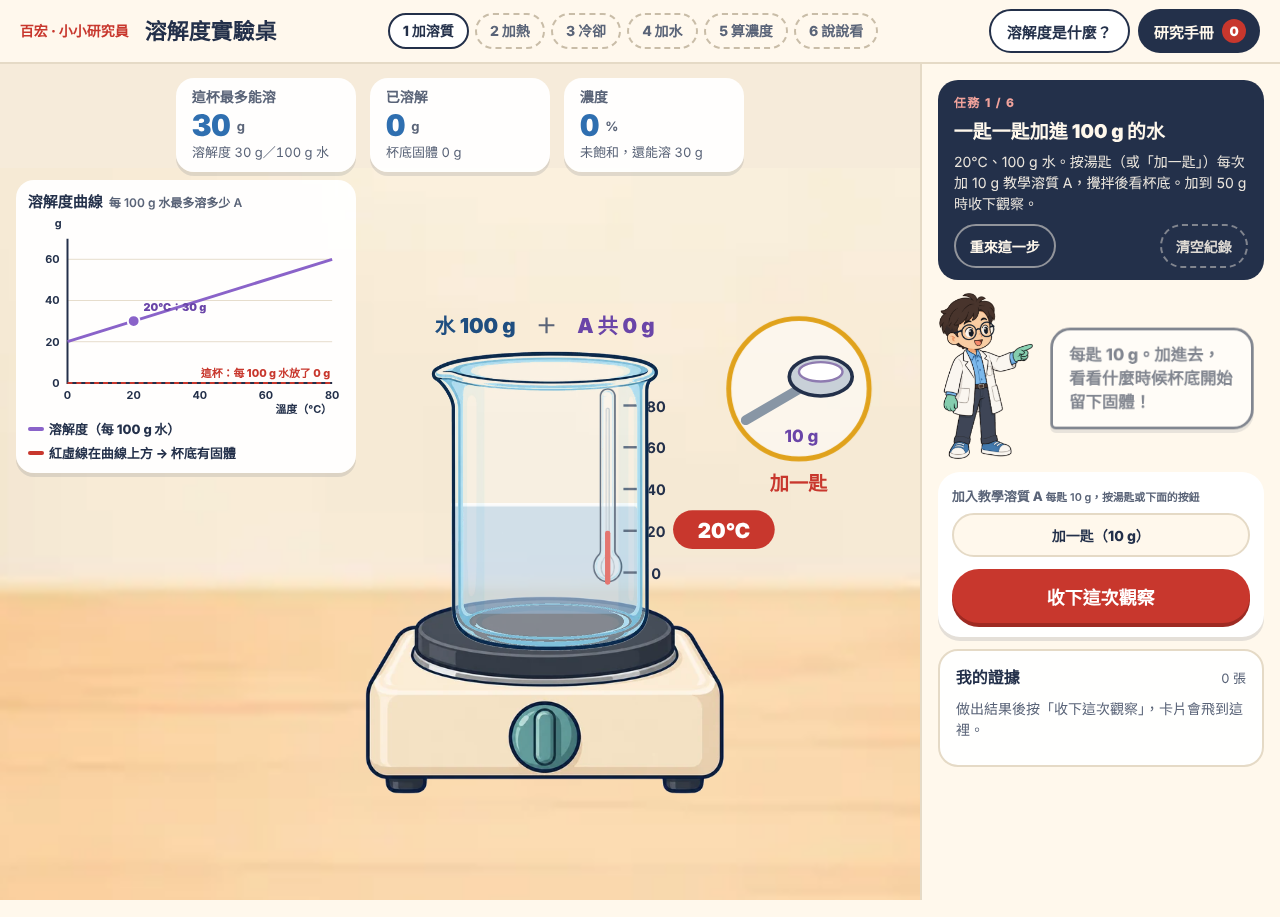 百宏 · 小小研究員 溶解度實驗桌
1 加溶質
2 加熱
3 冷卻
4 加水
5 算濃度
6 說說看
溶解度是什麼？
研究手冊 0
這杯最多能溶
30 g
溶解度 30 g／100 g 水
已溶解
0 g
杯底固體 0 g
濃度
0 %
未飽和，還能溶 30 g
溶解度曲線 每 100 g 水最多溶多少 A
g
60
40
20
0
20°C：30 g
這杯：每 100 g 水放了 0 g
0 20 40 60 80
溫度（°C）
溶解度（每 100 g 水）
紅虛線在曲線上方 → 杯底有固體
水 100 g ＋ A 共 0 g
80
60
40
20
0
20°C
10 g
加一匙
任務 1 / 6
一匙一匙加進 100 g 的水
20°C、100 g 水。按湯匙（或「加一匙」）每次
加 10 g 教學溶質 A，攪拌後看杯底。加到 50 g
時收下觀察。
重來這一步
清空紀錄
每匙 10 g。加進去，
看看什麼時候杯底開始
留下固體！
加入教學溶質 A 每匙 10 g，按湯匙或下面的按鈕
加一匙（10 g）
收下這次觀察
我的證據 0 張
做出結果後按「收下這次觀察」，卡片會飛到這
裡。